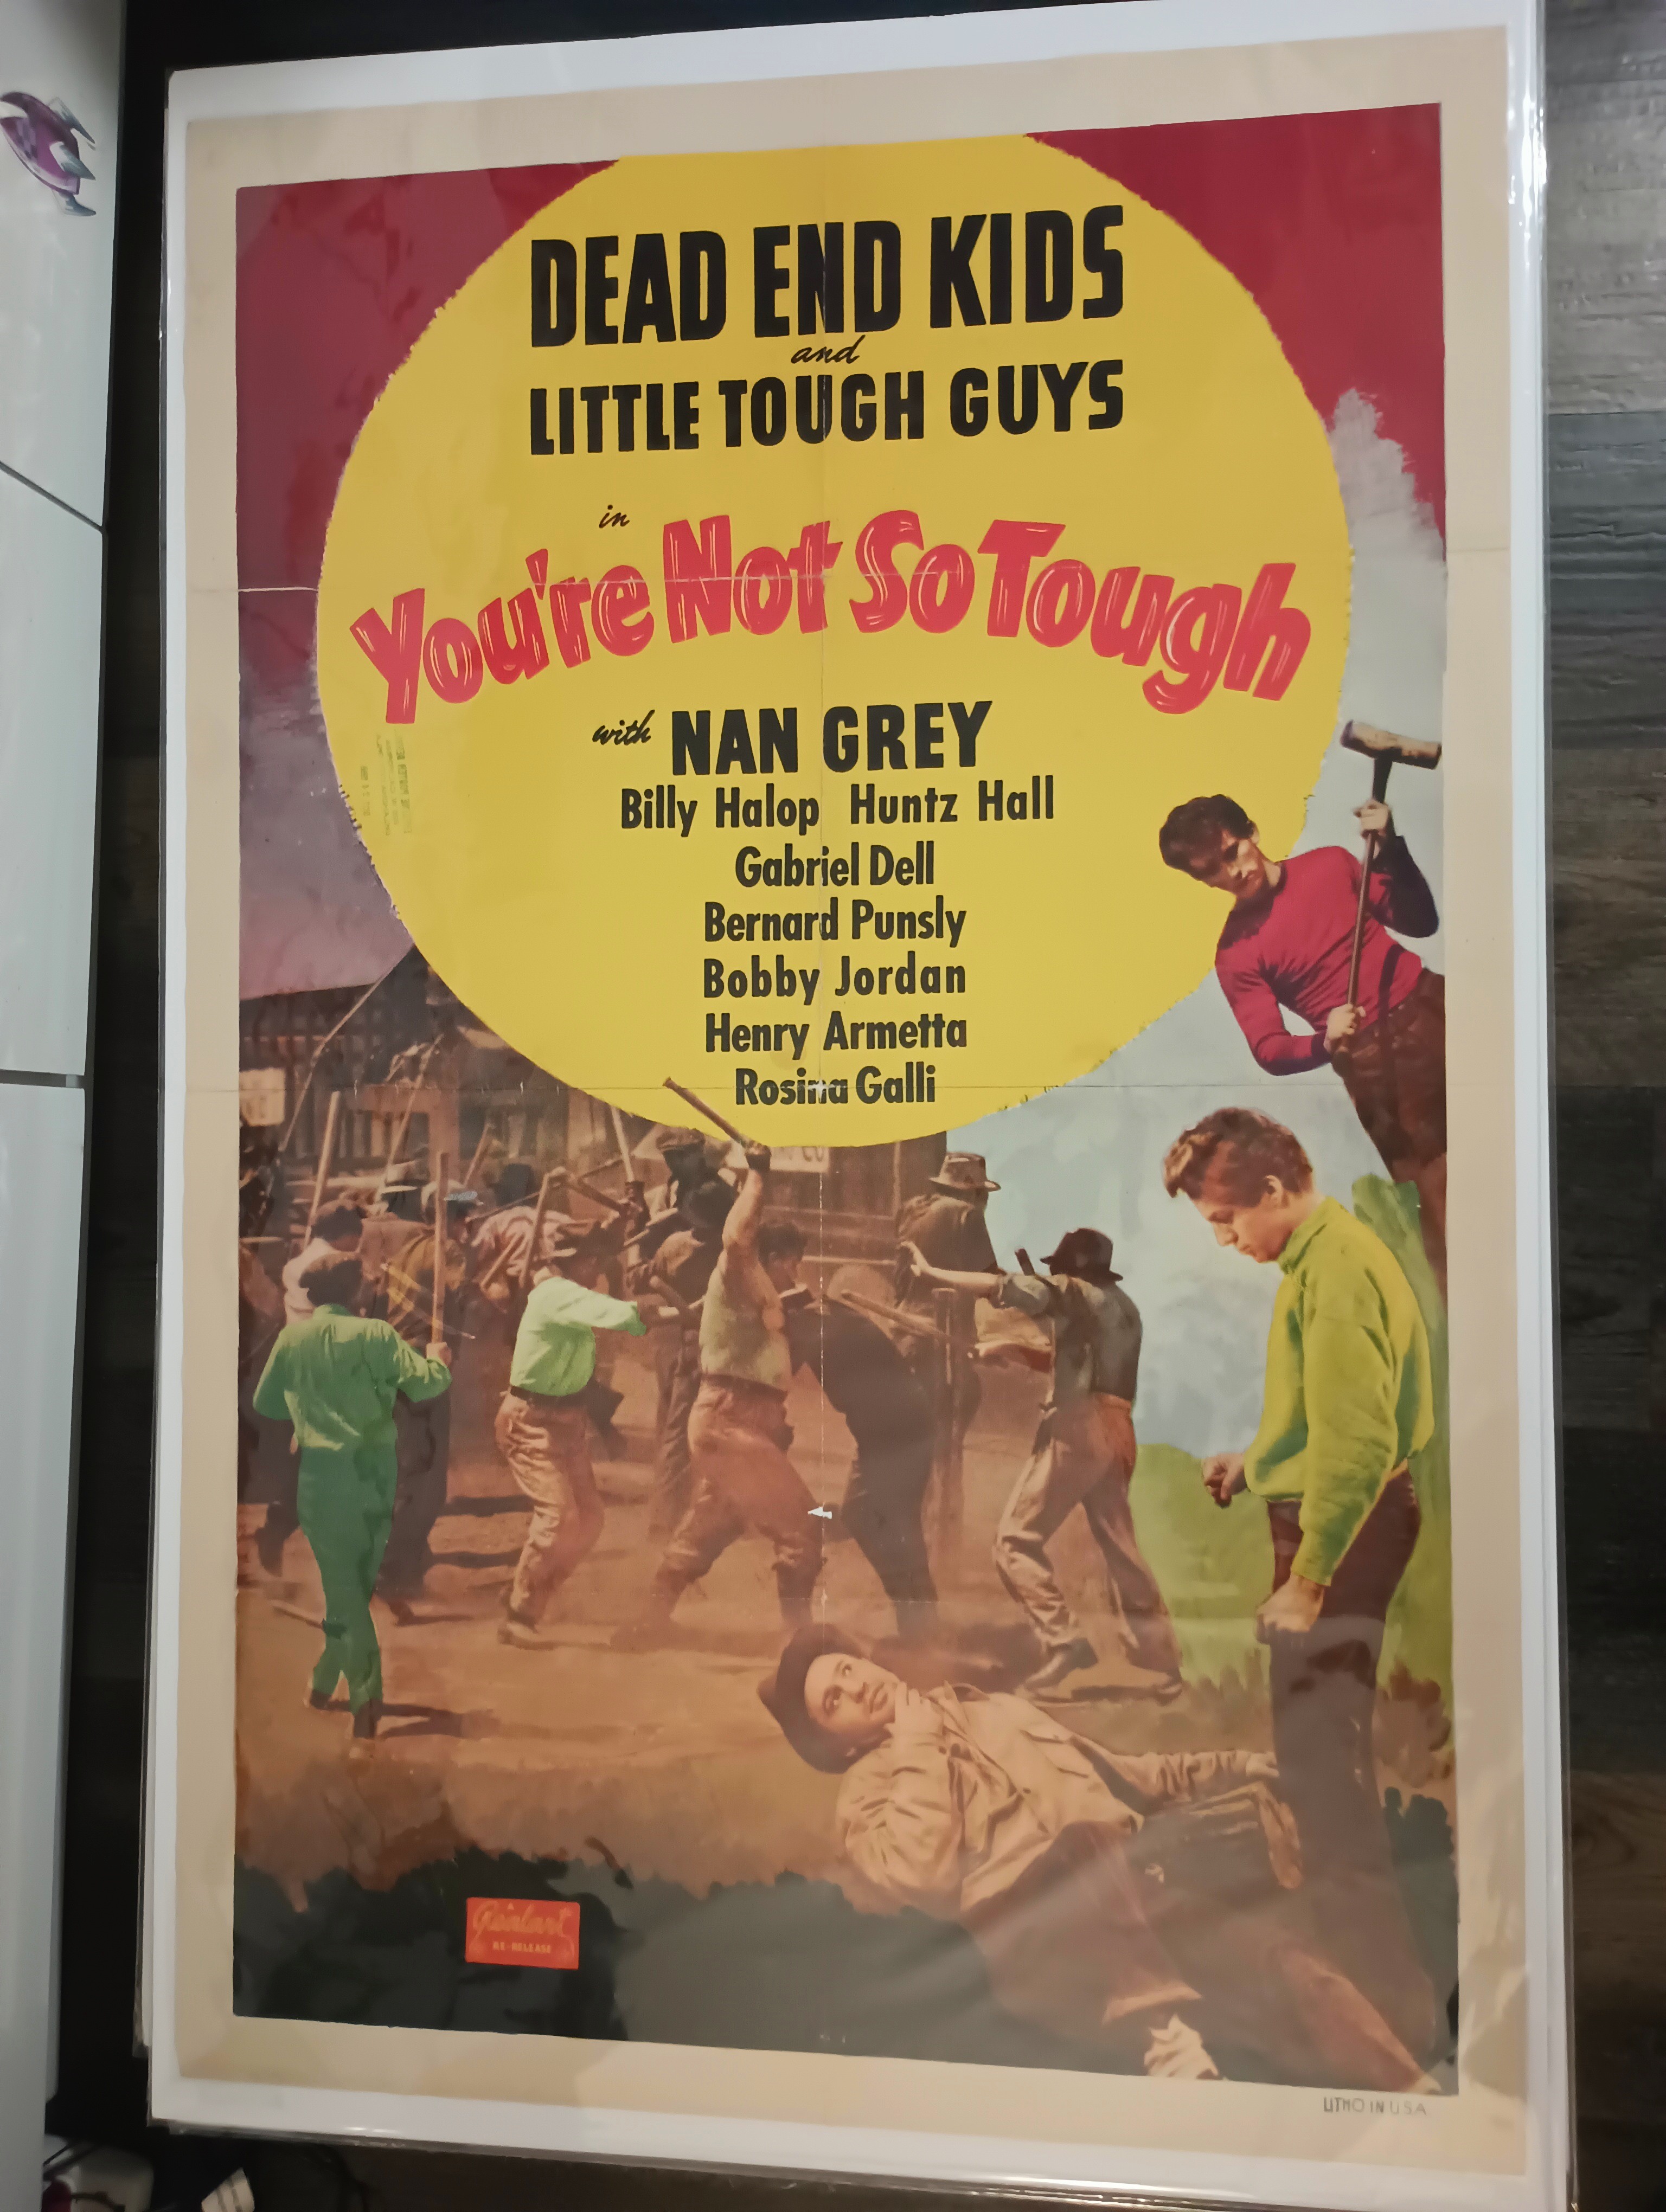 DEAD END KIDS
and
LITTLE TOUGH GUYS
in
You're Not So Tough
with NAN GREY
Billy Halop Huntz Hall
Gabriel Dell
Bernard Punsly
Bobby Jordan
Henry Armetta
Rosina Galli
Realart
RE-RELEASE
LITHO IN U.S.A.